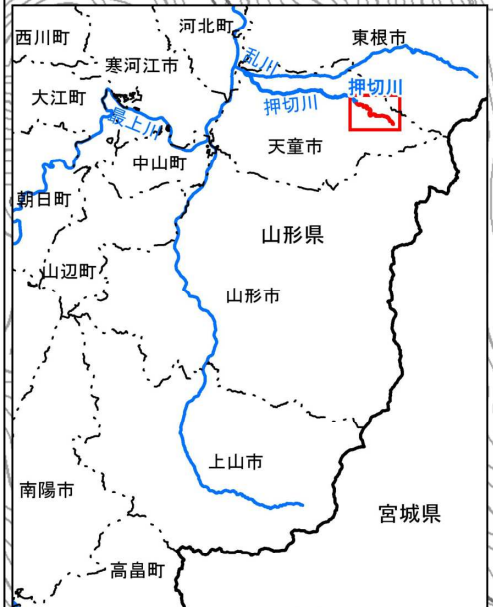 河北町
西川町
東根市
乱川
寒河江市
押切川
大江町
押切川
最上川
天童市
中山町
朝日町
山形県
山辺町
山形市
上山市
南陽市
宮城県
高畠町